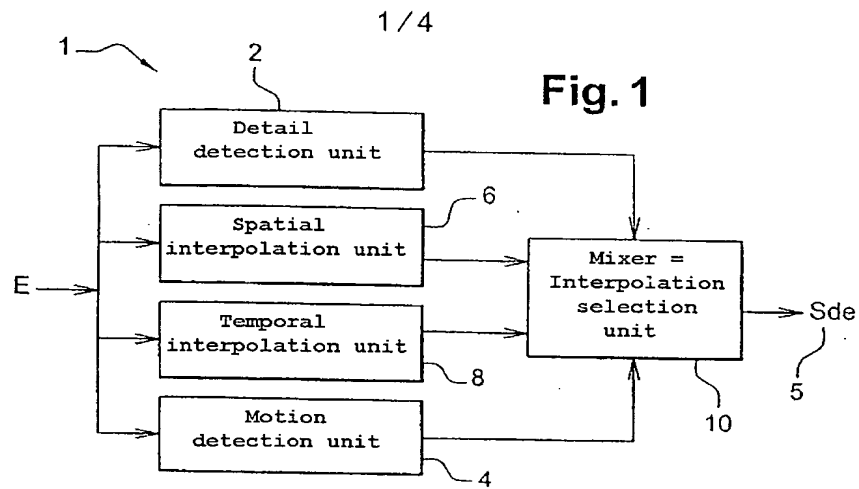 1/4
1
2
Fig. 1
Detail
detection unit
6
Spatial
interpolation unit
E
Mixer =
Interpolation
selection
unit
Sde
Temporal
interpolation unit
8
10
5
Motion
detection unit
4